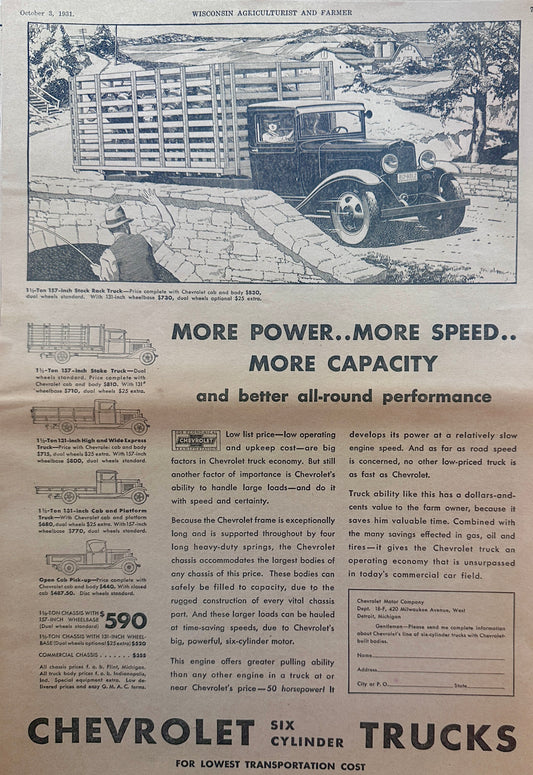 October 3, 1931.
WISCONSIN AGRICULTURIST AND FARMER
7
1½-Ton 157-inch Stock Rack Truck—Price complete with Chevrolet cab and body $830,
dual wheels standard. With 131-inch wheelbase $730, dual wheels optional $25 extra.
MORE POWER..MORE SPEED..
MORE CAPACITY
and better all-round performance
1½-Ton 157-inch Stake Truck—Dual
wheels standard. Price complete with
Chevrolet cab and body $810. With 131"
wheelbase $710, dual wheels $25 extra.
1½-Ton 131-inch High and Wide Express
Truck—Price with Chevrolet cab and body
$715, dual wheels $25 extra. With 157-inch
wheelbase $800, dual wheels standard.
1½-Ton 131-inch Cab and Platform
Truck—With Chevrolet cab and platform
$680, dual wheels $25 extra. With 157-inch
wheelbase $770, dual wheels standard.
Open Cab Pick-up—Price complete with
Chevrolet cab and body $440. With closed
cab $487.50. Disc wheels standard.
1½-TON CHASSIS WITH
157-INCH WHEELBASE
(Dual wheels standard)
$590
1½-TON CHASSIS WITH 131-INCH WHEEL-
BASE (Dual wheels optional $25 extra) $520
COMMERCIAL CHASSIS . . . . . . $355
All chassis prices f. o. b. Flint, Michigan.
All truck body prices f. o. b. Indianapolis,
Ind. Special equipment extra. Low de-
livered prices and easy G. M. A. C. terms.
FOR ECONOMICAL
CHEVROLET
TRANSPORTATION
Low list price—low operating
and upkeep cost—are big
factors in Chevrolet truck economy. But still
another factor of importance is Chevrolet's
ability to handle large loads—and do it
with speed and certainty.
Because the Chevrolet frame is exceptionally
long and is supported throughout by four
long heavy-duty springs, the Chevrolet
chassis accommodates the largest bodies of
any chassis of this price. These bodies can
safely be filled to capacity, due to the
rugged construction of every vital chassis
part. And these larger loads can be hauled
at time-saving speeds, due to Chevrolet's
big, powerful, six-cylinder motor.
This engine offers greater pulling ability
than any other engine in a truck at or
near Chevrolet's price—50 horsepower! It
develops its power at a relatively slow
engine speed. And as far as road speed
is concerned, no other low-priced truck is
as fast as Chevrolet.
Truck ability like this has a dollars-and-
cents value to the farm owner, because it
saves him valuable time. Combined with
the many savings effected in gas, oil and
tires—it gives the Chevrolet truck an
operating economy that is unsurpassed
in today's commercial car field.
Chevrolet Motor Company
Dept. 18-F, 420 Milwaukee Avenue, West
Detroit, Michigan
Gentlemen—Please send me complete information
about Chevrolet's line of six-cylinder trucks with Chevrolet-
built bodies.
Name
Address
City or P. O. State
CHEVROLET SIX CYLINDER TRUCKS
FOR LOWEST TRANSPORTATION COST